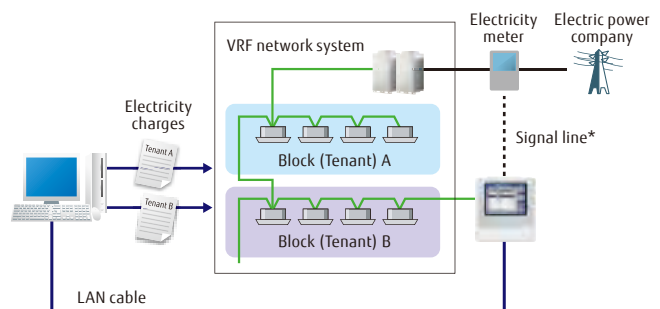 Electricity
meter
Electric power
company
VRF network system
Electricity
charges
Tenant A
Block (Tenant) A
Signal line*
Tenant B
Block (Tenant) B
LAN cable